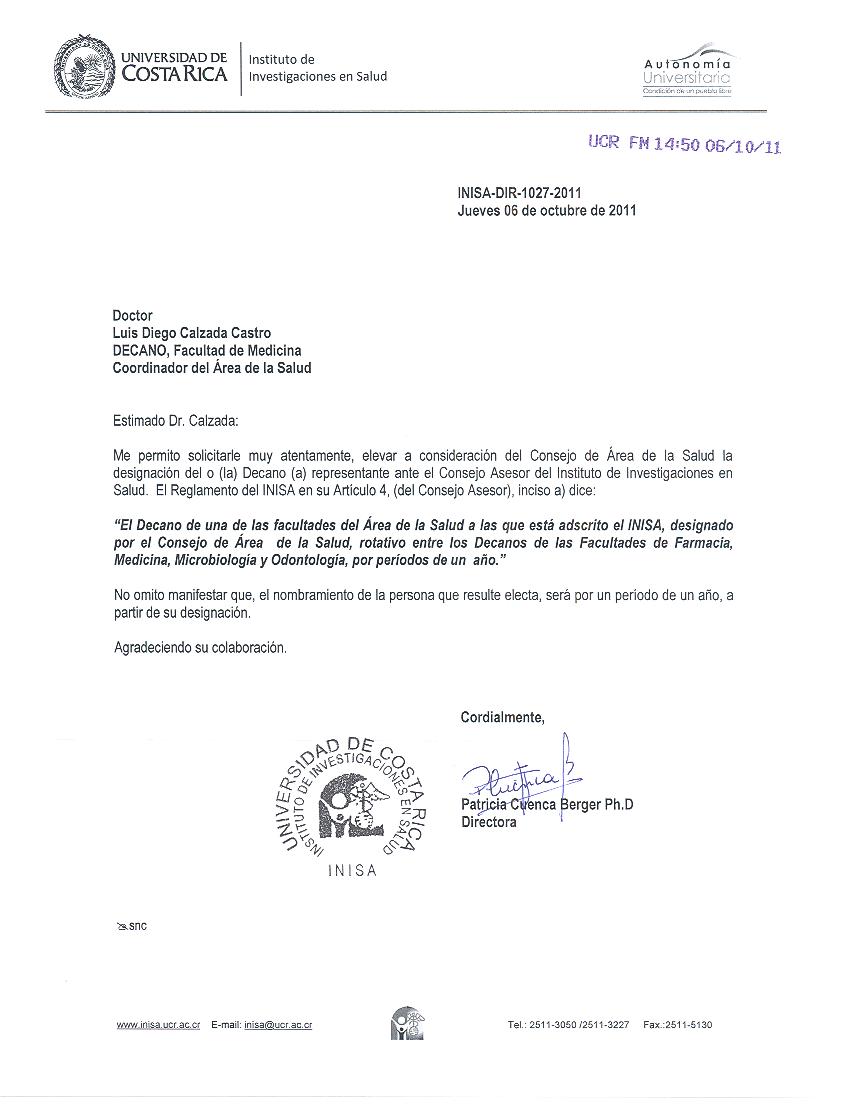 UNIVERSIDAD DE
COSTA RICA
Instituto de
Investigaciones en Salud
Autonomía
Universitaria
Condición de un pueblo libre
UCR FM 14:50 06/10/11
INISA-DIR-1027-2011
Jueves 06 de octubre de 2011
Doctor
Luis Diego Calzada Castro
DECANO, Facultad de Medicina
Coordinador del Área de la Salud
Estimado Dr. Calzada:
Me permito solicitarle muy atentamente, elevar a consideración del Consejo de Área de la Salud la
designación del o (la) Decano (a) representante ante el Consejo Asesor del Instituto de Investigaciones en
Salud. El Reglamento del INISA en su Artículo 4, (del Consejo Asesor), inciso a) dice:
“El Decano de una de las facultades del Área de la Salud a las que está adscrito el INISA, designado
por el Consejo de Área de la Salud, rotativo entre los Decanos de las Facultades de Farmacia,
Medicina, Microbiología y Odontología, por períodos de un año.”
No omito manifestar que, el nombramiento de la persona que resulte electa, será por un período de un año, a
partir de su designación.
Agradeciendo su colaboración.
Cordialmente,
Patricia Cuenca Berger Ph.D
Directora
UNIVERSIDAD DE COSTA RICA
INSTITUTO DE INVESTIGACIONES EN SALUD
INISA
snc
www.inisa.ucr.ac.cr E-mail: inisa@ucr.ac.cr
Tel.: 2511-3050 /2511-3227 Fax.:2511-5130